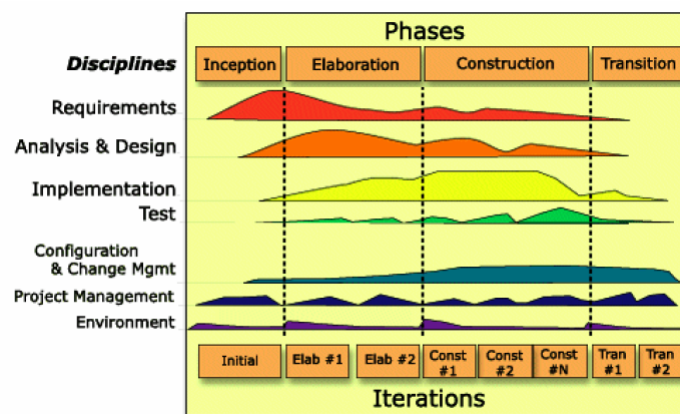 Phases
Disciplines
Inception
Elaboration
Construction
Transition
Requirements
Analysis & Design
Implementation
Test
Configuration
& Change Mgmt
Project Management
Environment
Initial
Elab #1
Elab #2
Const
#1
Const
#2
Const
#N
Tran
#1
Tran
#2
Iterations